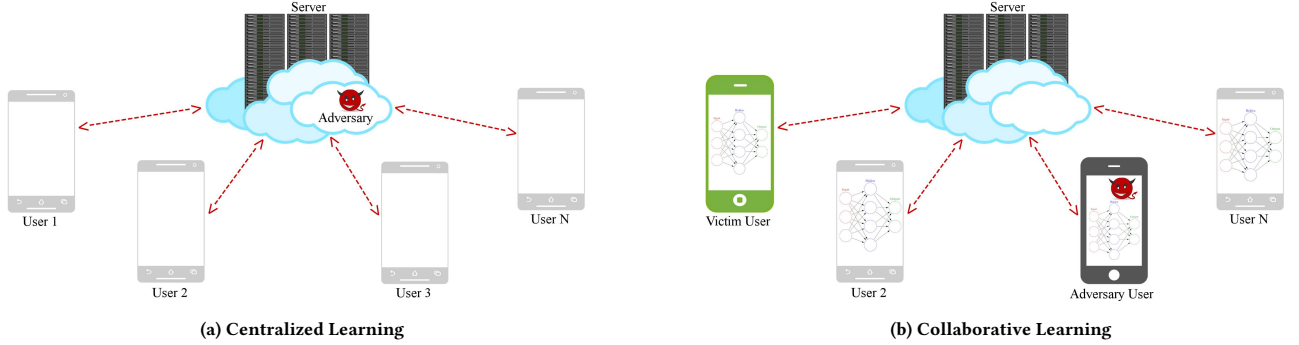 Server
Adversary
User 1
User 2
User 3
User N
(a) Centralized Learning
Server
Victim User
User 2
Adversary User
User N
(b) Collaborative Learning